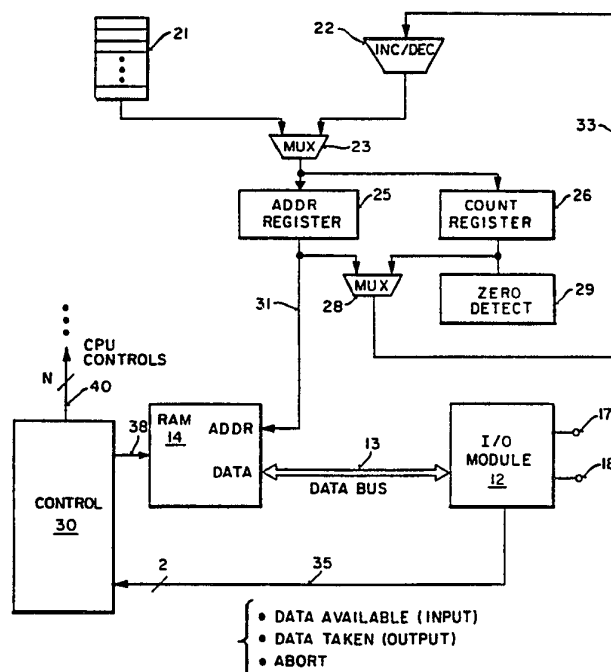 21
22
INC/DEC
33
MUX
23
25
26
ADDR
REGISTER
COUNT
REGISTER
MUX
28
29
ZERO
DETECT
31
CPU
CONTROLS
N
40
38
RAM
14
ADDR
DATA
13
DATA BUS
I/O
MODULE
12
17
18
CONTROL
30
2
35
• DATA AVAILABLE (INPUT)
• DATA TAKEN (OUTPUT)
• ABORT